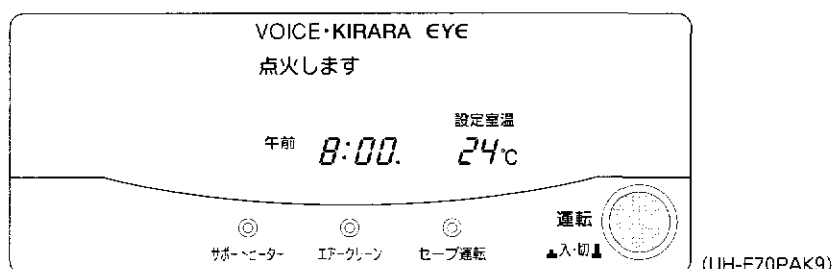 VOICE・KIRARA EYE
点火します
設定室温
午前 8:00. 24℃
運転
サポートヒーター エアークリーン セーブ運転 ▲入・切
(UH-F70PAK9)